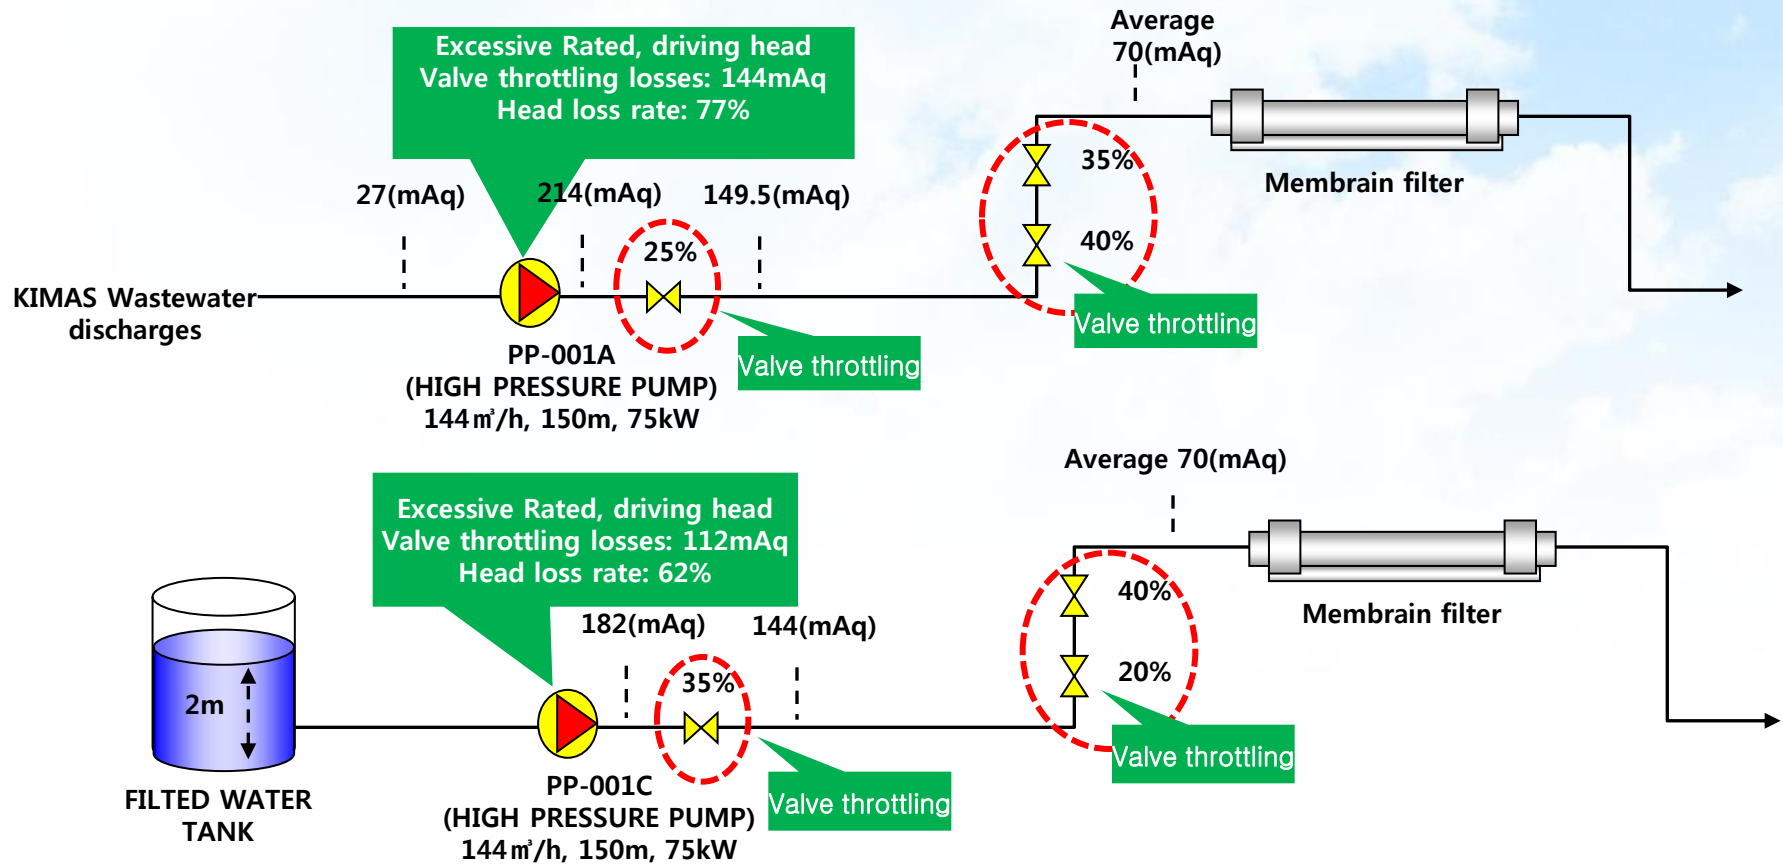 Average
70(mAq)
Excessive Rated, driving head
Valve throttling losses: 144mAq
Head loss rate: 77%
27(mAq)
214(mAq)
149.5(mAq)
25%
35%
40%
Membrain filter
KIMAS Wastewater
discharges
Valve throttling
Valve throttling
PP-001A
(HIGH PRESSURE PUMP)
144㎥/h, 150m, 75kW
Average 70(mAq)
Excessive Rated, driving head
Valve throttling losses: 112mAq
Head loss rate: 62%
182(mAq)
144(mAq)
35%
40%
20%
Membrain filter
2m
Valve throttling
Valve throttling
FILTED WATER
TANK
PP-001C
(HIGH PRESSURE PUMP)
144㎥/h, 150m, 75kW